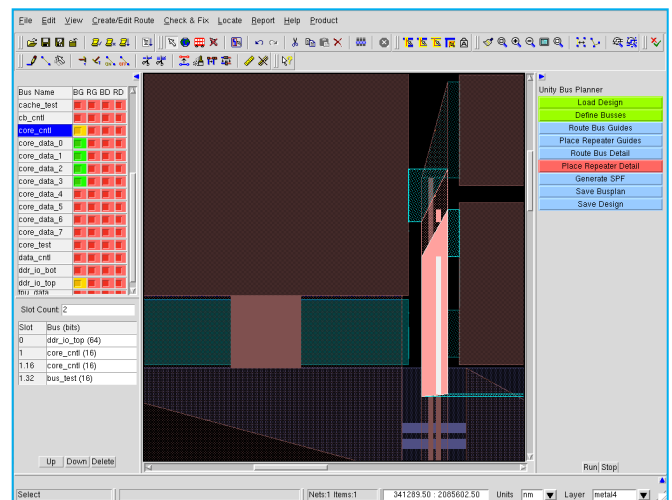 File Edit View Create/Edit Route Check & Fix Locate Report Help Product
Bus Name BG RG BD RD
cache_test
cb_cntl
core_cntl
core_data_0
core_data_1
core_data_2
core_data_3
core_data_4
core_data_5
core_data_6
core_data_7
core_test
data_cntl
ddr_io_bot
ddr_io_top
Slot Count: 2
Slot Bus (bits)
0 ddr_io_top (64)
1 core_cntl (16)
1.16 core_cntl (16)
1.32 bus_test (16)
Up Down Delete
Unity Bus Planner
Load Design
Define Busses
Route Bus Guides
Place Repeater Guides
Route Bus Detail
Place Repeater Detail
Generate SPF
Save Busplan
Save Design
Run Stop
Select Nets:1 Items:1 341289.50 : 2085602.50 Units nm Layer metal4